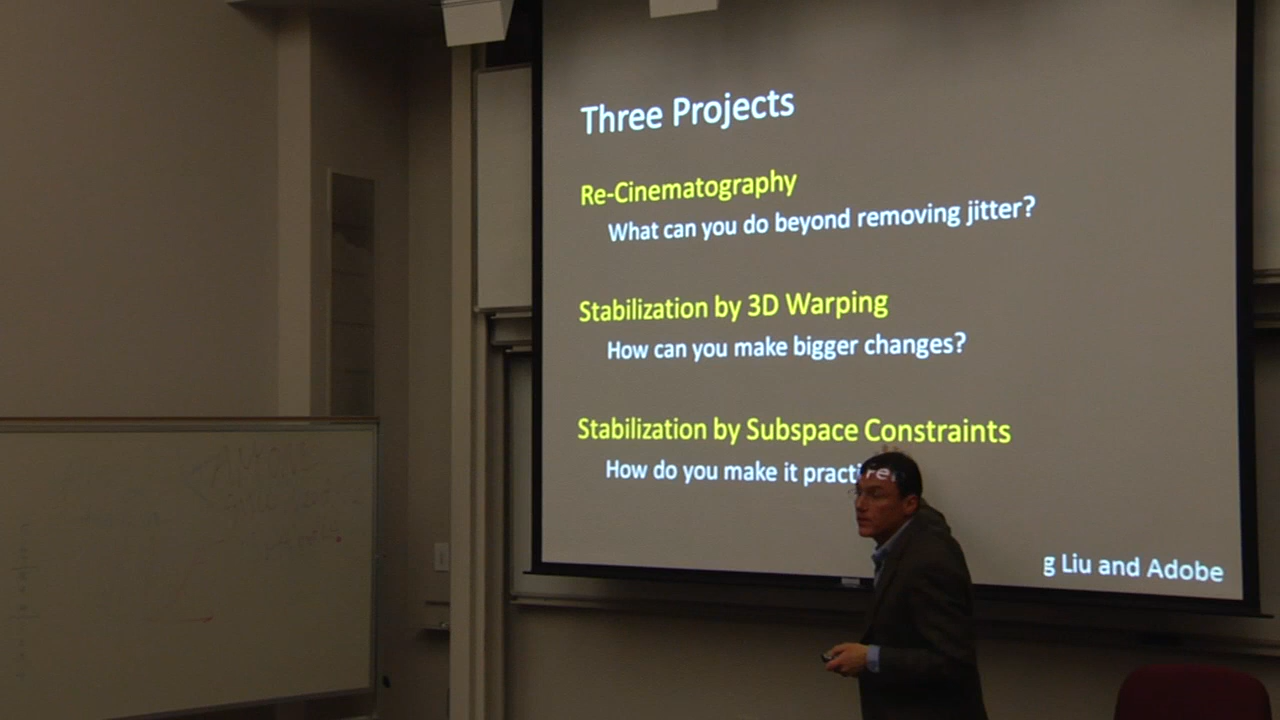 Three Projects
Re-Cinematography
What can you do beyond removing jitter?
Stabilization by 3D Warping
How can you make bigger changes?
Stabilization by Subspace Constraints
How do you make it
Liu and Adobe